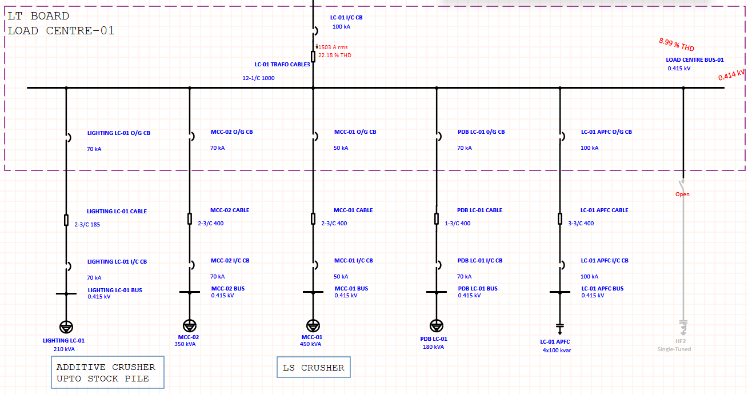 LT BOARD
LOAD CENTRE-01
LC-01 I/C CB
100 kA
1503 A rms
22.18 % THD
LC-01 TRAFO CABLES
12-1/C 1000
8.99 % THD
LOAD CENTRE BUS-01
0.415 kV
0.414 kV
LIGHTING LC-01 O/G CB
70 kA
MCC-02 O/G CB
70 kA
MCC-01 O/G CB
50 kA
PDB LC-01 O/G CB
70 kA
LC-01 APFC O/G CB
100 kA
Open
LIGHTING LC-01 CABLE
2-3/C 185
MCC-02 CABLE
2-3/C 400
MCC-01 CABLE
2-3/C 400
PDB LC-01 CABLE
1-3/C 400
LC-01 APFC CABLE
3-3/C 400
LIGHTING LC-01 I/C CB
70 kA
MCC-02 I/C CB
70 kA
MCC-01 I/C CB
50 kA
PDB LC-01 I/C CB
70 kA
LC-01 APFC I/C CB
100 kA
LIGHTING LC-01 BUS
0.415 kV
MCC-02 BUS
0.415 kV
MCC-01 BUS
0.415 kV
PDB LC-01 BUS
0.415 kV
LC-01 APFC BUS
0.415 kV
LIGHTING LC-01
210 kVA
MCC-02
350 kVA
MCC-01
450 kVA
PDB LC-01
180 kVA
LC-01 APFC
4x100 kvar
Single-Tuned
ADDITIVE CRUSHER
UPTO STOCK PILE
LS CRUSHER